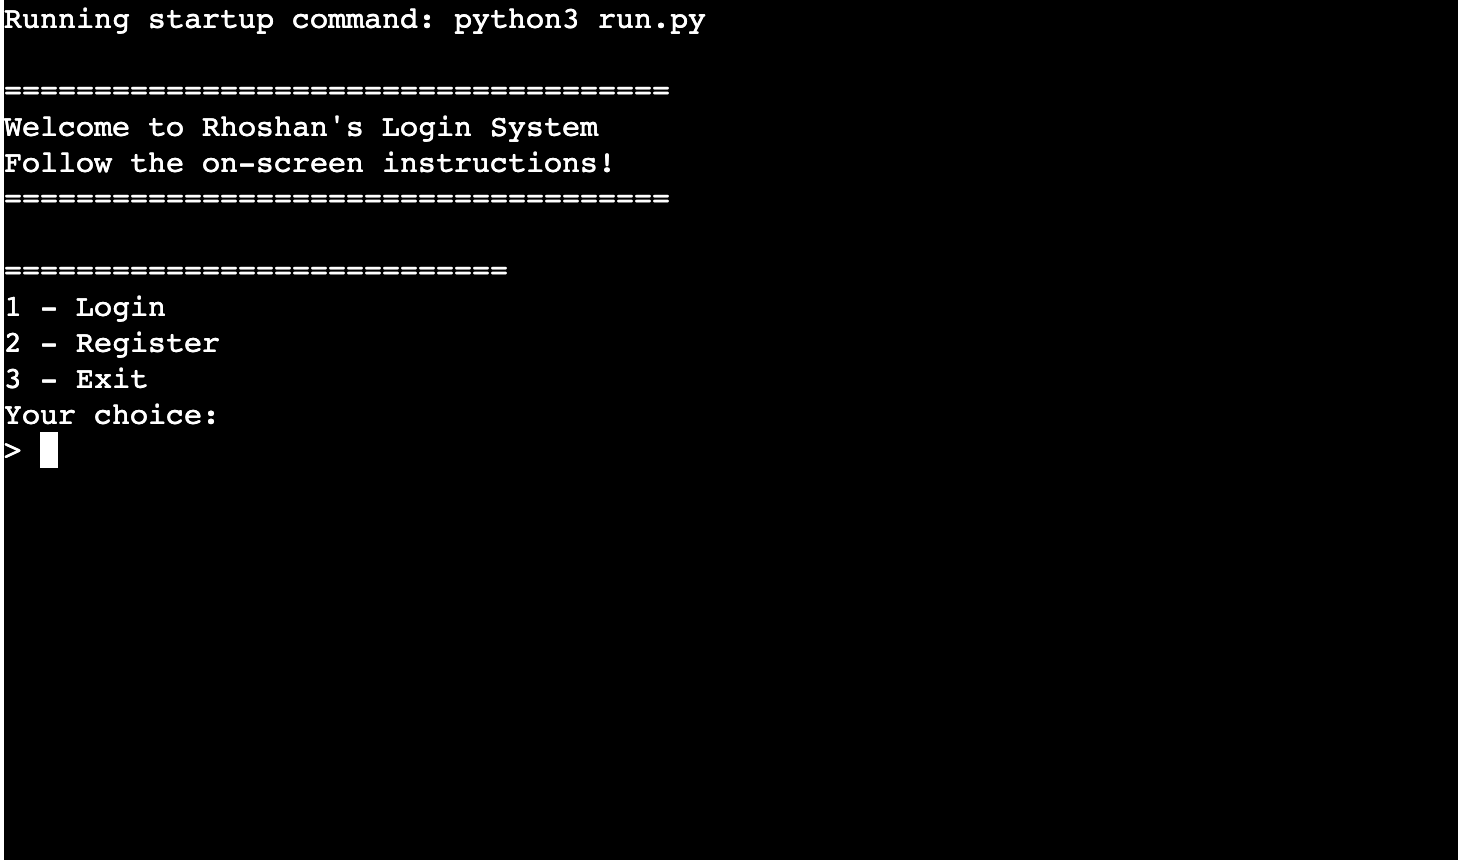 Running startup command: python3 run.py
=====================================
Welcome to Rhoshan's Login System
Follow the on-screen instructions!
=====================================
============================
1 - Login
2 - Register
3 - Exit
Your choice:
>